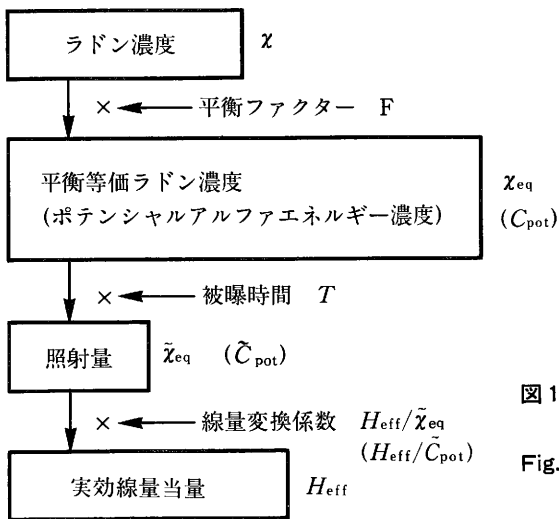 ラドン濃度 χ
× 平衡ファクター F
平衡等価ラドン濃度 χeq
(ポテンシャルアルファエネルギー濃度) (Cpot)
× 被曝時間 T
照射量 χ̃eq (C̃pot)
図1
× 線量変換係数 Heff/χ̃eq
(Heff/C̃pot)
Fig.
実効線量当量 Heff